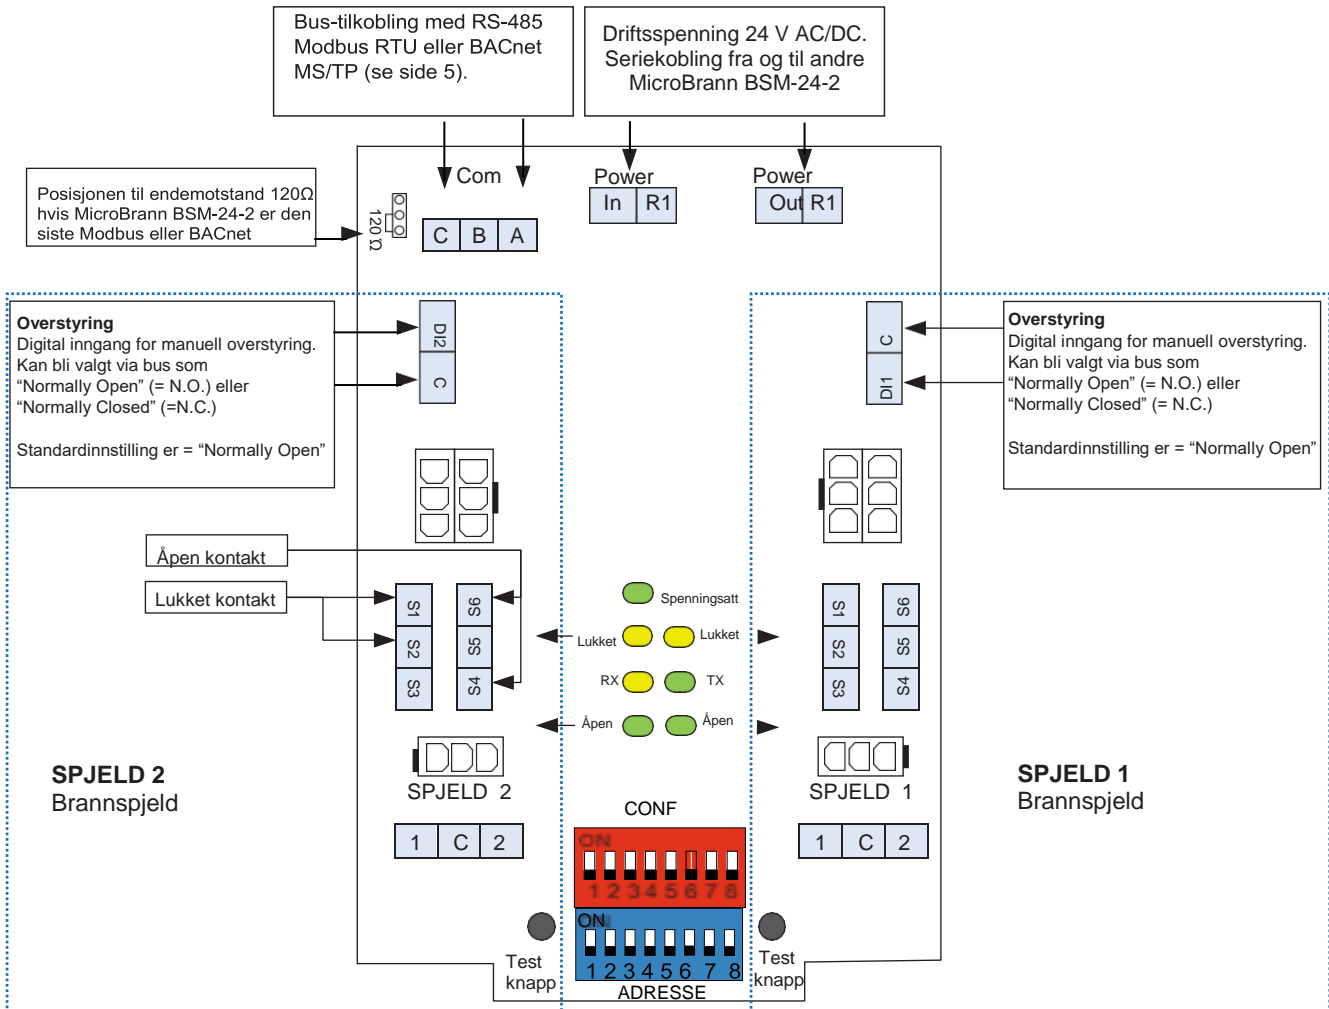 Bus-tilkobling med RS-485
Modbus RTU eller BACnet
MS/TP (se side 5).
Driftsspenning 24 V AC/DC.
Seriekobling fra og til andre
MicroBrann BSM-24-2
Posisjonen til endemotstand 120Ω
hvis MicroBrann BSM-24-2 er den
siste Modbus eller BACnet
120 Ω
Com
C B A
Power
In R1
Power
Out R1
Overstyring
Digital inngang for manuell overstyring.
Kan bli valgt via bus som
“Normally Open” (= N.O.) eller
“Normally Closed” (=N.C.)
Standardinnstilling er = “Normally Open”
DI2
C
C
DI1
Overstyring
Digital inngang for manuell overstyring.
Kan bli valgt via bus som
“Normally Open” (= N.O.) eller
“Normally Closed” (= N.C.)
Standardinnstilling er = “Normally Open”
Åpen kontakt
Lukket kontakt
S1 S6
S2 S5
S3 S4
Spenningsatt
Lukket Lukket
RX TX
Åpen Åpen
S1 S6
S2 S5
S3 S4
SPJELD 2
Brannspjeld
SPJELD 2
1 C 2
SPJELD 1
1 C 2
SPJELD 1
Brannspjeld
CONF
ON
1 2 3 4 5 6 7 8
ON
1 2 3 4 5 6 7 8
ADRESSE
Test
knapp
Test
knapp